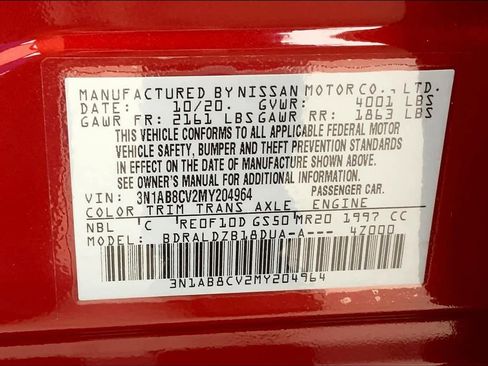 MANUFACTURED BY NISSAN MOTOR CO., LTD.
DATE: 10/20. GVWR: 4001 LBS
GAWR FR: 2161 LBS GAWR RR: 1863 LBS
THIS VEHICLE CONFORMS TO ALL APPLICABLE FEDERAL MOTOR
VEHICLE SAFETY, BUMPER AND THEFT PREVENTION STANDARDS
IN EFFECT ON THE DATE OF MANUFACTURE SHOWN ABOVE.
SEE OWNER'S MANUAL FOR ADDITIONAL INFORMATION.
VIN: 3N1AB8CV2MY204964 PASSENGER CAR.
COLOR TRIM TRANS AXLE ENGINE
NBL C RE0F10D GS50 MR20 1997 CC
MODEL: BDRALDZB18DUA-A--- 4Z000
3N1AB8CV2MY204964